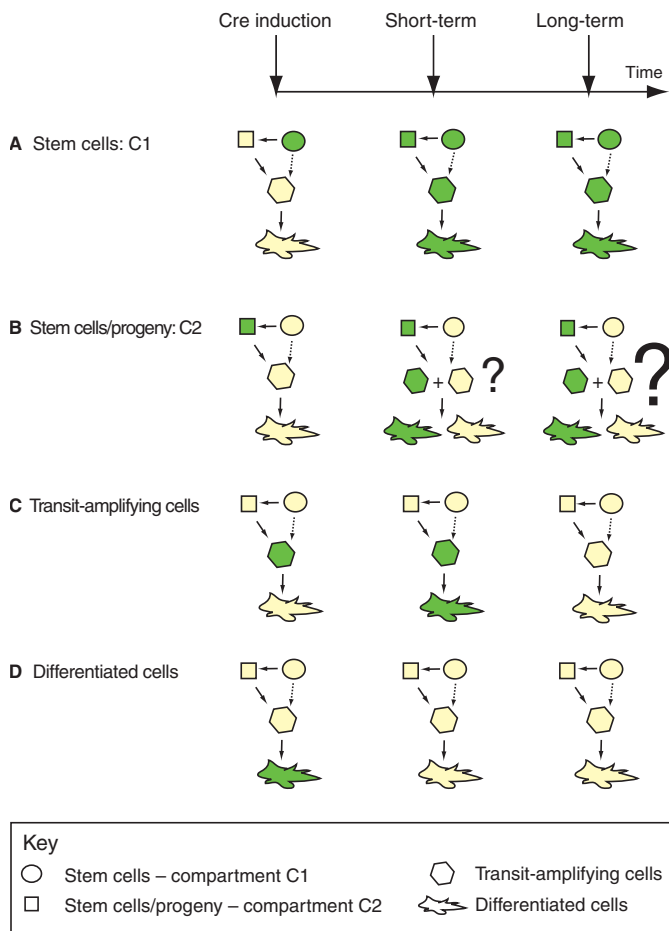 Cre induction Short-term Long-term
Time
A Stem cells: C1
B Stem cells/progeny: C2
+ ? + ?
C Transit-amplifying cells
D Differentiated cells
Key
Stem cells – compartment C1 Transit-amplifying cells
Stem cells/progeny – compartment C2 Differentiated cells